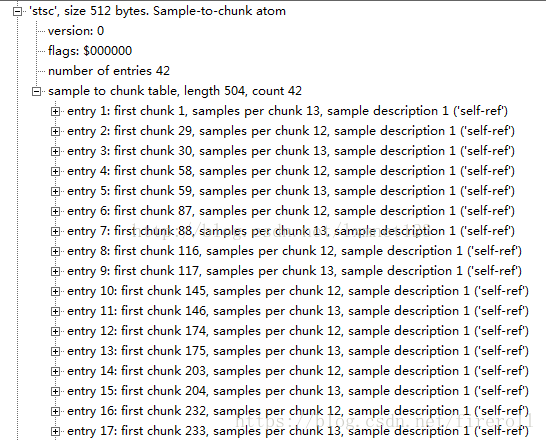 'stsc', size 512 bytes. Sample-to-chunk atom
version: 0
flags: $000000
number of entries 42
sample to chunk table, length 504, count 42
entry 1: first chunk 1, samples per chunk 13, sample description 1 ('self-ref')
entry 2: first chunk 29, samples per chunk 12, sample description 1 ('self-ref')
entry 3: first chunk 30, samples per chunk 13, sample description 1 ('self-ref')
entry 4: first chunk 58, samples per chunk 12, sample description 1 ('self-ref')
entry 5: first chunk 59, samples per chunk 13, sample description 1 ('self-ref')
entry 6: first chunk 87, samples per chunk 12, sample description 1 ('self-ref')
entry 7: first chunk 88, samples per chunk 13, sample description 1 ('self-ref')
entry 8: first chunk 116, samples per chunk 12, sample description 1 ('self-ref')
entry 9: first chunk 117, samples per chunk 13, sample description 1 ('self-ref')
entry 10: first chunk 145, samples per chunk 12, sample description 1 ('self-ref')
entry 11: first chunk 146, samples per chunk 13, sample description 1 ('self-ref')
entry 12: first chunk 174, samples per chunk 12, sample description 1 ('self-ref')
entry 13: first chunk 175, samples per chunk 13, sample description 1 ('self-ref')
entry 14: first chunk 203, samples per chunk 12, sample description 1 ('self-ref')
entry 15: first chunk 204, samples per chunk 13, sample description 1 ('self-ref')
entry 16: first chunk 232, samples per chunk 12, sample description 1 ('self-ref')
entry 17: first chunk 233, samples per chunk 13, sample description 1 ('self-ref')